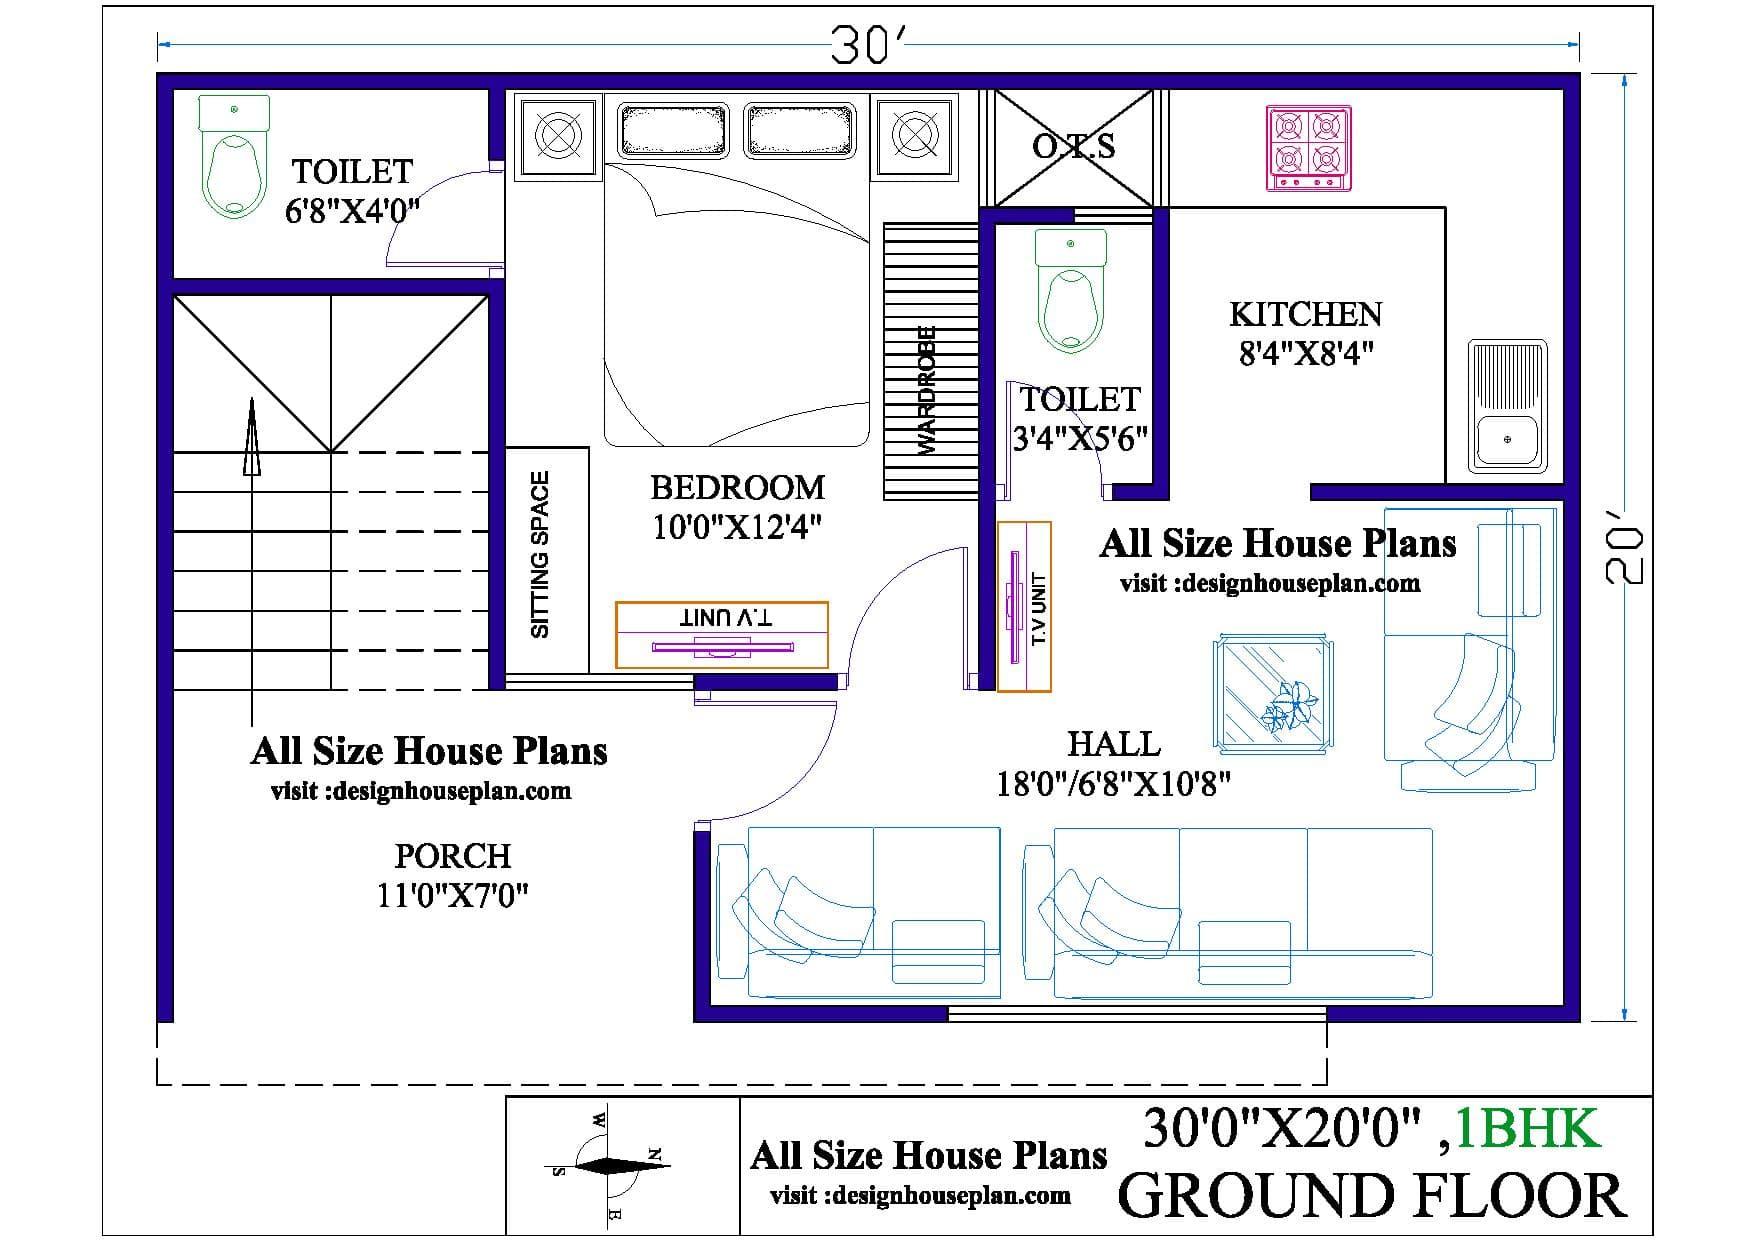 30'
TOILET
6'8"X4'0"
O.T.S
WARDROBE
KITCHEN
8'4"X8'4"
TOILET
3'4"X5'6"
SITTING SPACE
BEDROOM
10'0"X12'4"
T.V UNIT
T.V UNIT
All Size House Plans
visit :designhouseplan.com
20'
All Size House Plans
visit :designhouseplan.com
HALL
18'0"/6'8"X10'8"
PORCH
11'0"X7'0"
W
N
S
E
All Size House Plans
visit :designhouseplan.com
30'0"X20'0" ,1BHK
GROUND FLOOR